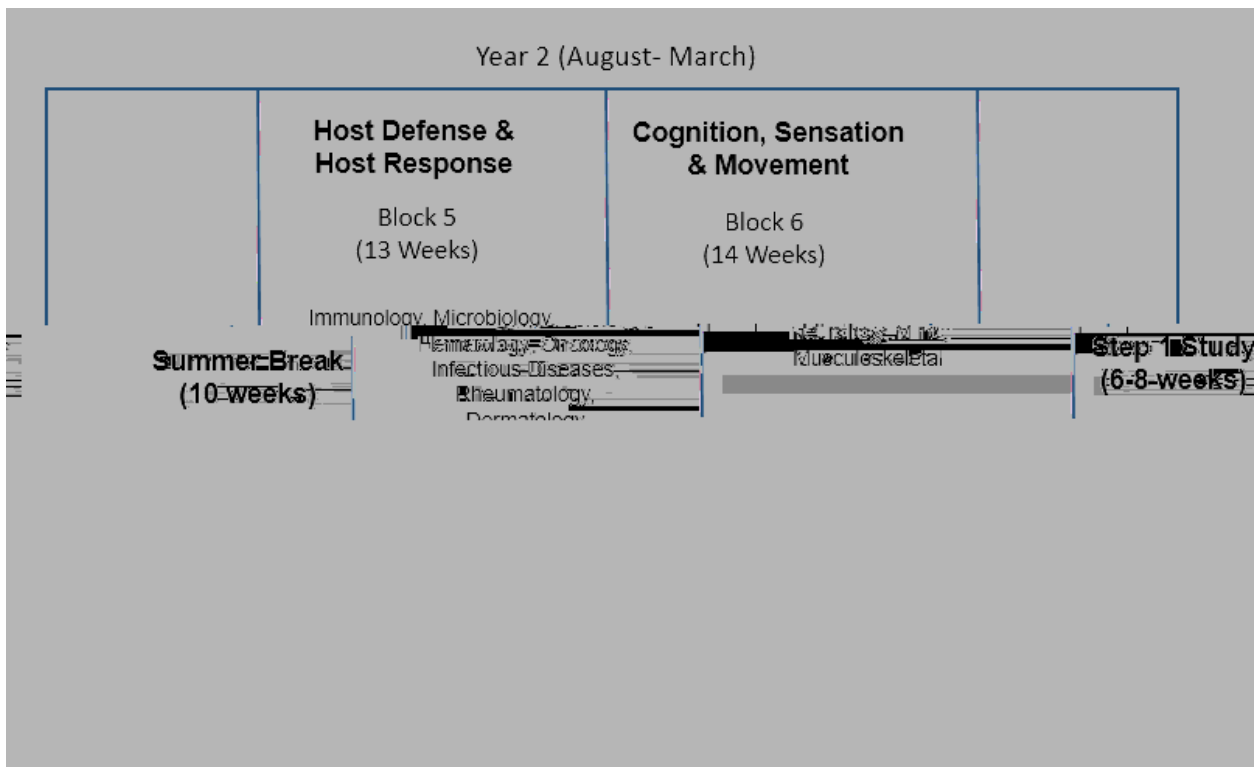 Year 2 (August- March)
Host Defense &
Host Response
Block 5
(13 Weeks)
Immunology, Microbiology,
Hematology, Oncology,
Infectious Diseases,
Rheumatology,
Dermatology
Cognition, Sensation
& Movement
Block 6
(14 Weeks)
Musculoskeletal
Summer Break
(10 weeks)
Step 1 Study
(6-8 weeks)